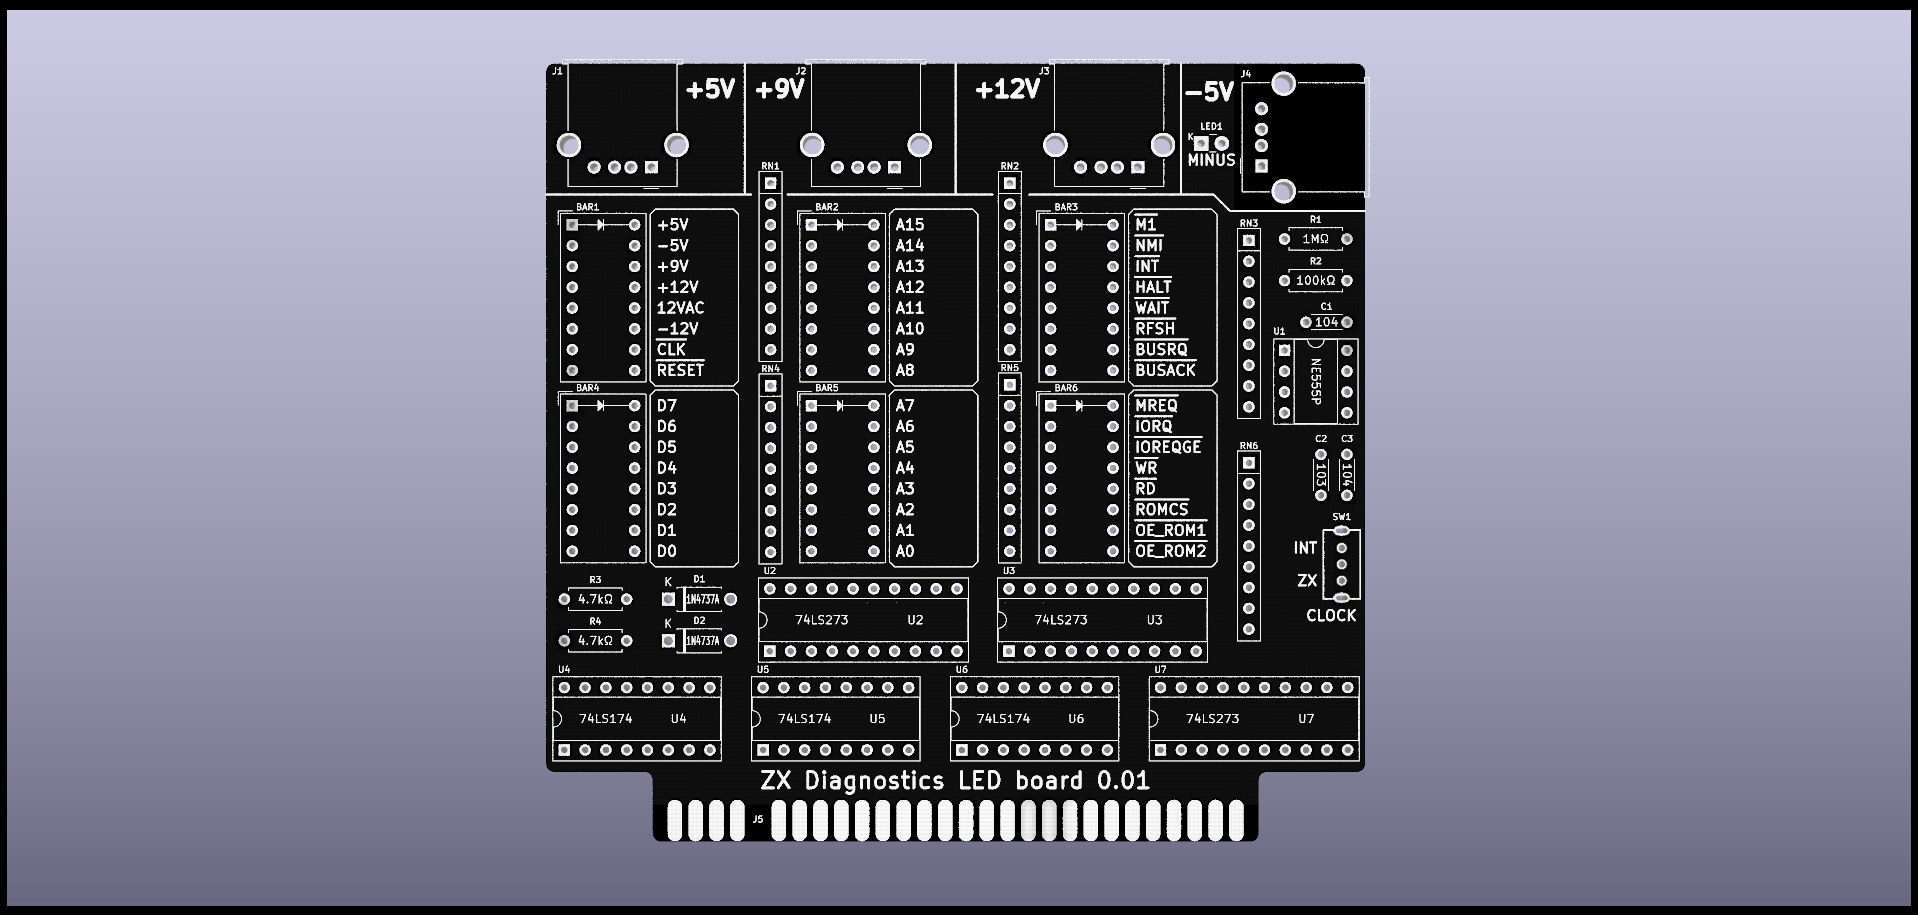 J1 +5V
+9V J2
+12V J3
-5V J4
LED1
K
MINUS
RN1
RN2
BAR1
BAR2
BAR3
RN3
R1
1MΩ
R2
100kΩ
C1
104
U1
NE555P
+5V
-5V
+9V
+12V
12VAC
-12V
CLK
RESET
A15
A14
A13
A12
A11
A10
A9
A8
M1
NMI
INT
HALT
WAIT
RFSH
BUSRQ
BUSACK
RN4
RN5
BAR4
BAR5
BAR6
D7
D6
D5
D4
D3
D2
D1
D0
A7
A6
A5
A4
A3
A2
A1
A0
MREQ
IORQ
IOREQGE
WR
RD
ROMCS
OE_ROM1
OE_ROM2
RN6
C2 C3
103 104
SW1
INT
ZX
CLOCK
R3
4.7kΩ
R4
4.7kΩ
K D1
1N4737A
K D2
1N4737A
U2
74LS273 U2
U3
74LS273 U3
U4
74LS174 U4
U5
74LS174 U5
U6
74LS174 U6
U7
74LS273 U7
ZX Diagnostics LED board 0.01
J5